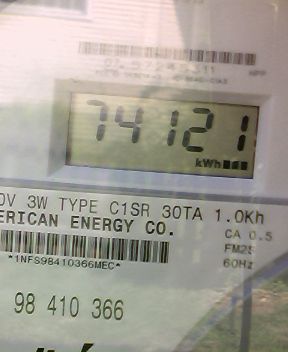 74121
kWh
0V 3W TYPE C1SR 30TA 1.0Kh
ERICAN ENERGY CO.
CA 0.5
FM2S
60Hz
*1NFS98410366MEC*
98 410 366